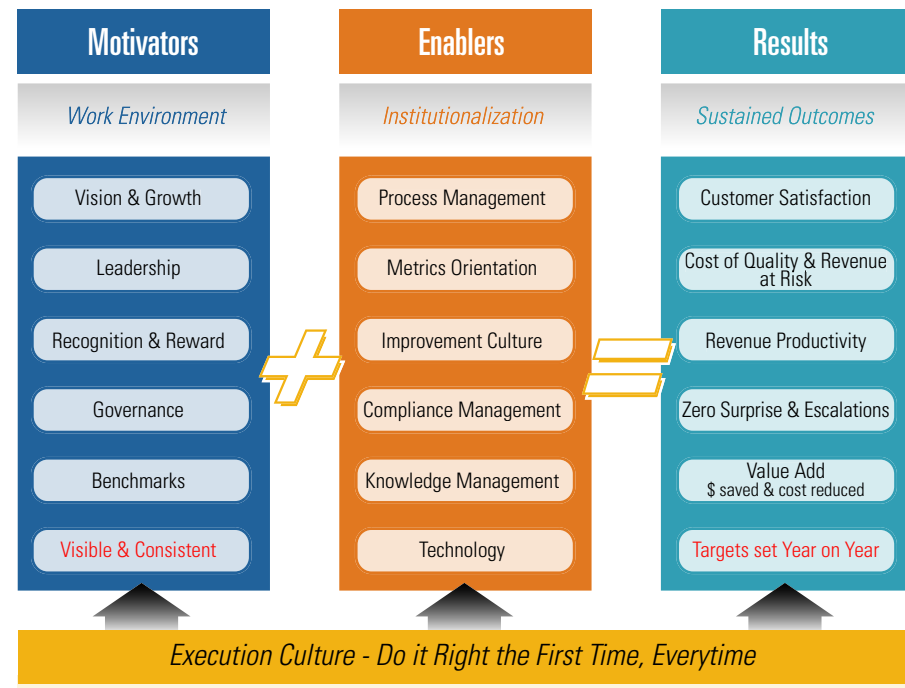 Motivators
Work Environment
Vision & Growth
Leadership
Recognition & Reward
Governance
Benchmarks
Visible & Consistent
Enablers
Institutionalization
Process Management
Metrics Orientation
Improvement Culture
Compliance Management
Knowledge Management
Technology
Results
Sustained Outcomes
Customer Satisfaction
Cost of Quality & Revenue
at Risk
Revenue Productivity
Zero Surprise & Escalations
Value Add
$ saved & cost reduced
Targets set Year on Year
Execution Culture - Do it Right the First Time, Everytime